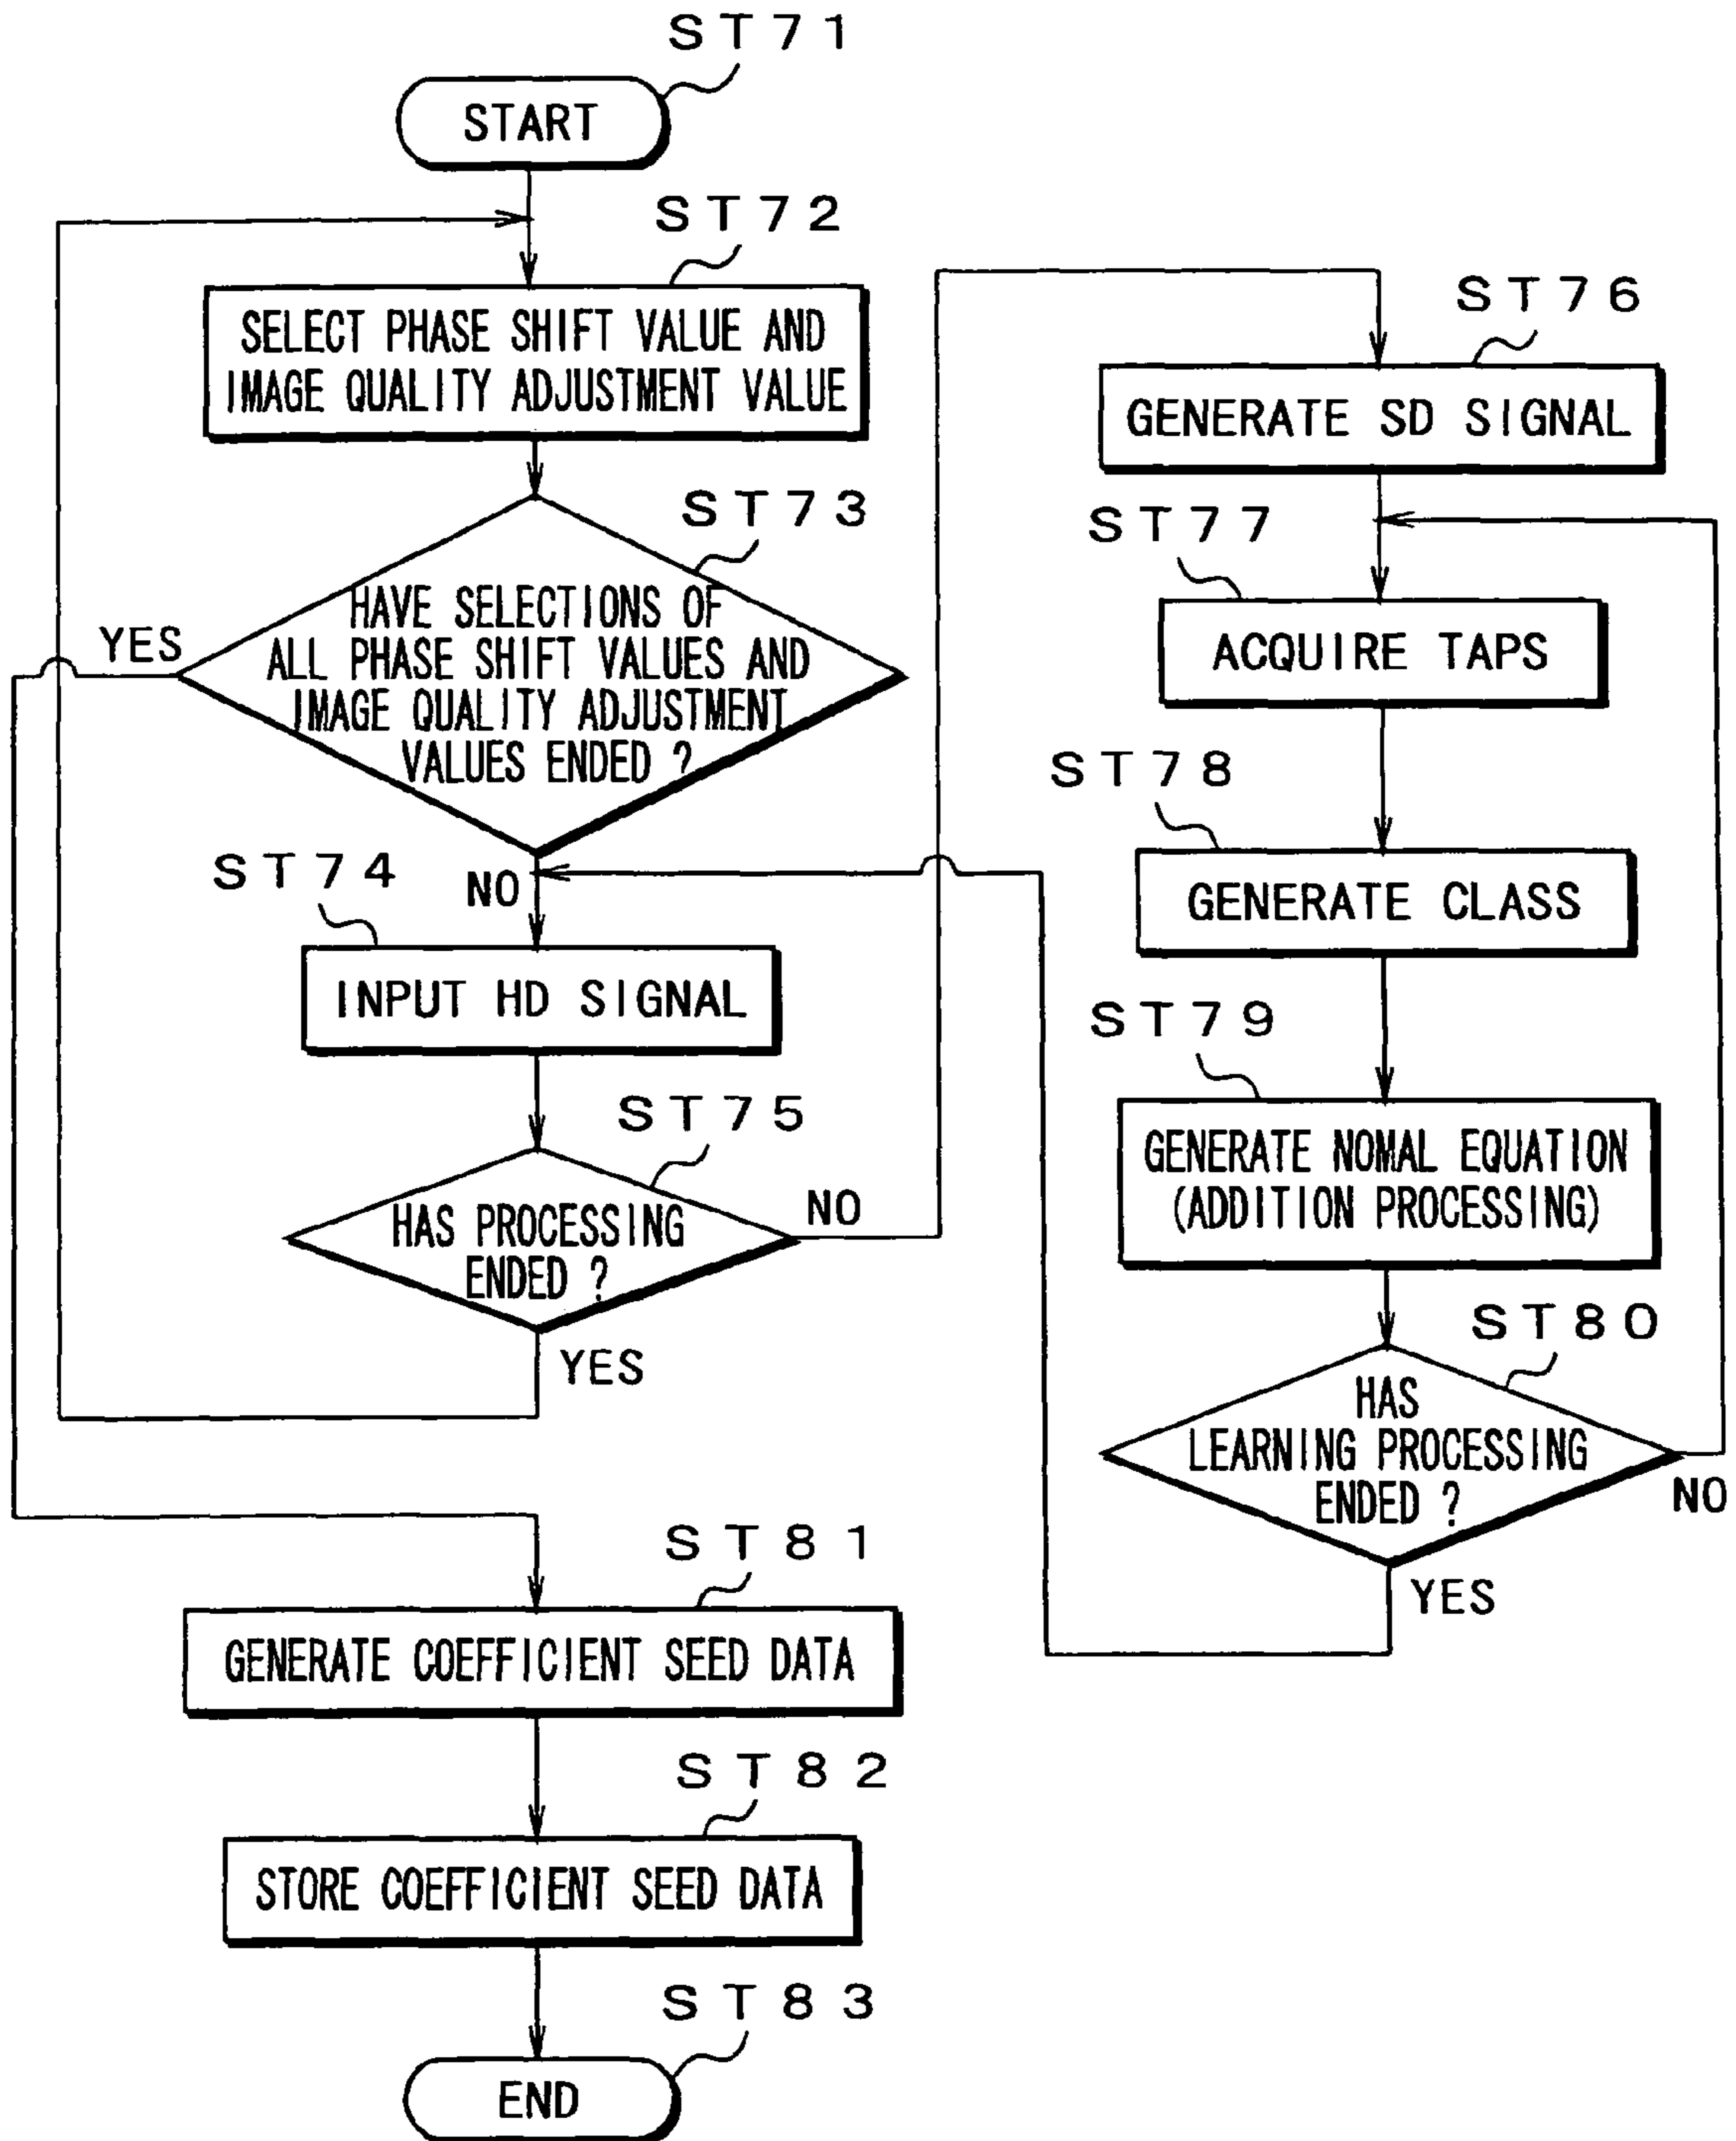 ST71
START
ST72
SELECT PHASE SHIFT VALUE AND
IMAGE QUALITY ADJUSTMENT VALUE
ST73
HAVE SELECTIONS OF
ALL PHASE SHIFT VALUES AND
IMAGE QUALITY ADJUSTMENT
VALUES ENDED ?
YES
NO
ST74
INPUT HD SIGNAL
ST75
HAS PROCESSING
ENDED ?
NO
YES
ST76
GENERATE SD SIGNAL
ST77
ACQUIRE TAPS
ST78
GENERATE CLASS
ST79
GENERATE NOMAL EQUATION
(ADDITION PROCESSING)
ST80
HAS
LEARNING PROCESSING
ENDED ?
NO
YES
ST81
GENERATE COEFFICIENT SEED DATA
ST82
STORE COEFFICIENT SEED DATA
ST83
END